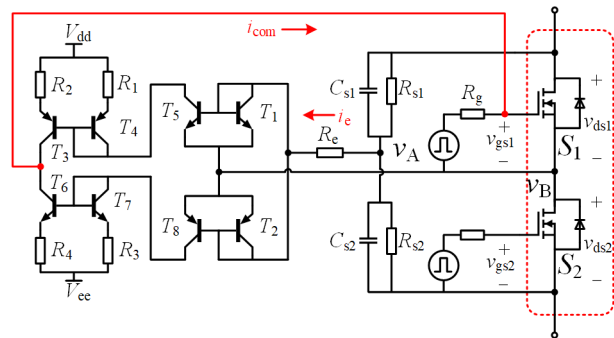 V_dd
i_com
R_2
R_1
C_s1
R_s1
R_g
+
T_5
T_1
T_3
T_4
i_e
R_e
v_A
+
v_gs1
−
S_1
v_ds1
−
T_6
T_7
T_8
T_2
v_B
+
R_4
R_3
C_s2
R_s2
+
v_gs2
−
S_2
v_ds2
−
V_ee